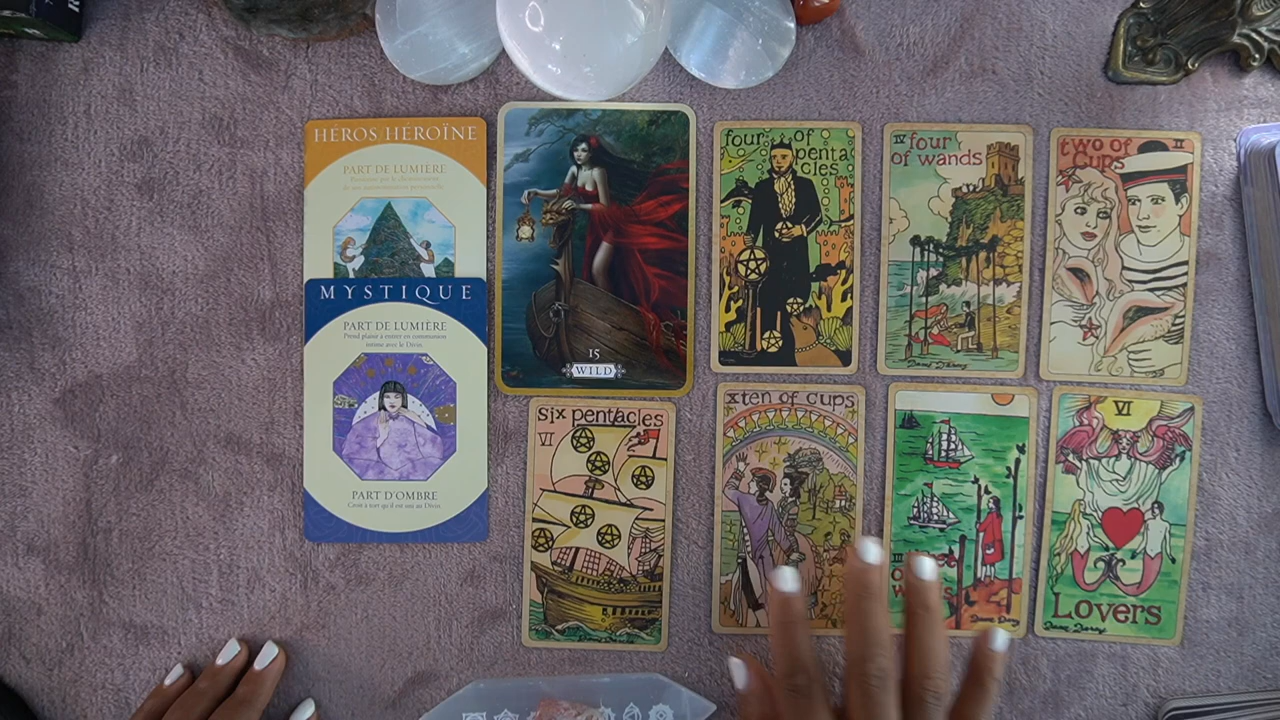 HÉROS HÉROÏNE
PART DE LUMIÈRE
MYSTIQUE
PART DE LUMIÈRE
Prend plaisir à entrer en communion
intime avec le Divin.
PART D'OMBRE
Croit à tort qu'il est uni au Divin.
15
WILD
four of
penta
cles
IV four
of wands
two of II
Cups
six pentacles
VI
X ten of cups
VI
Lovers